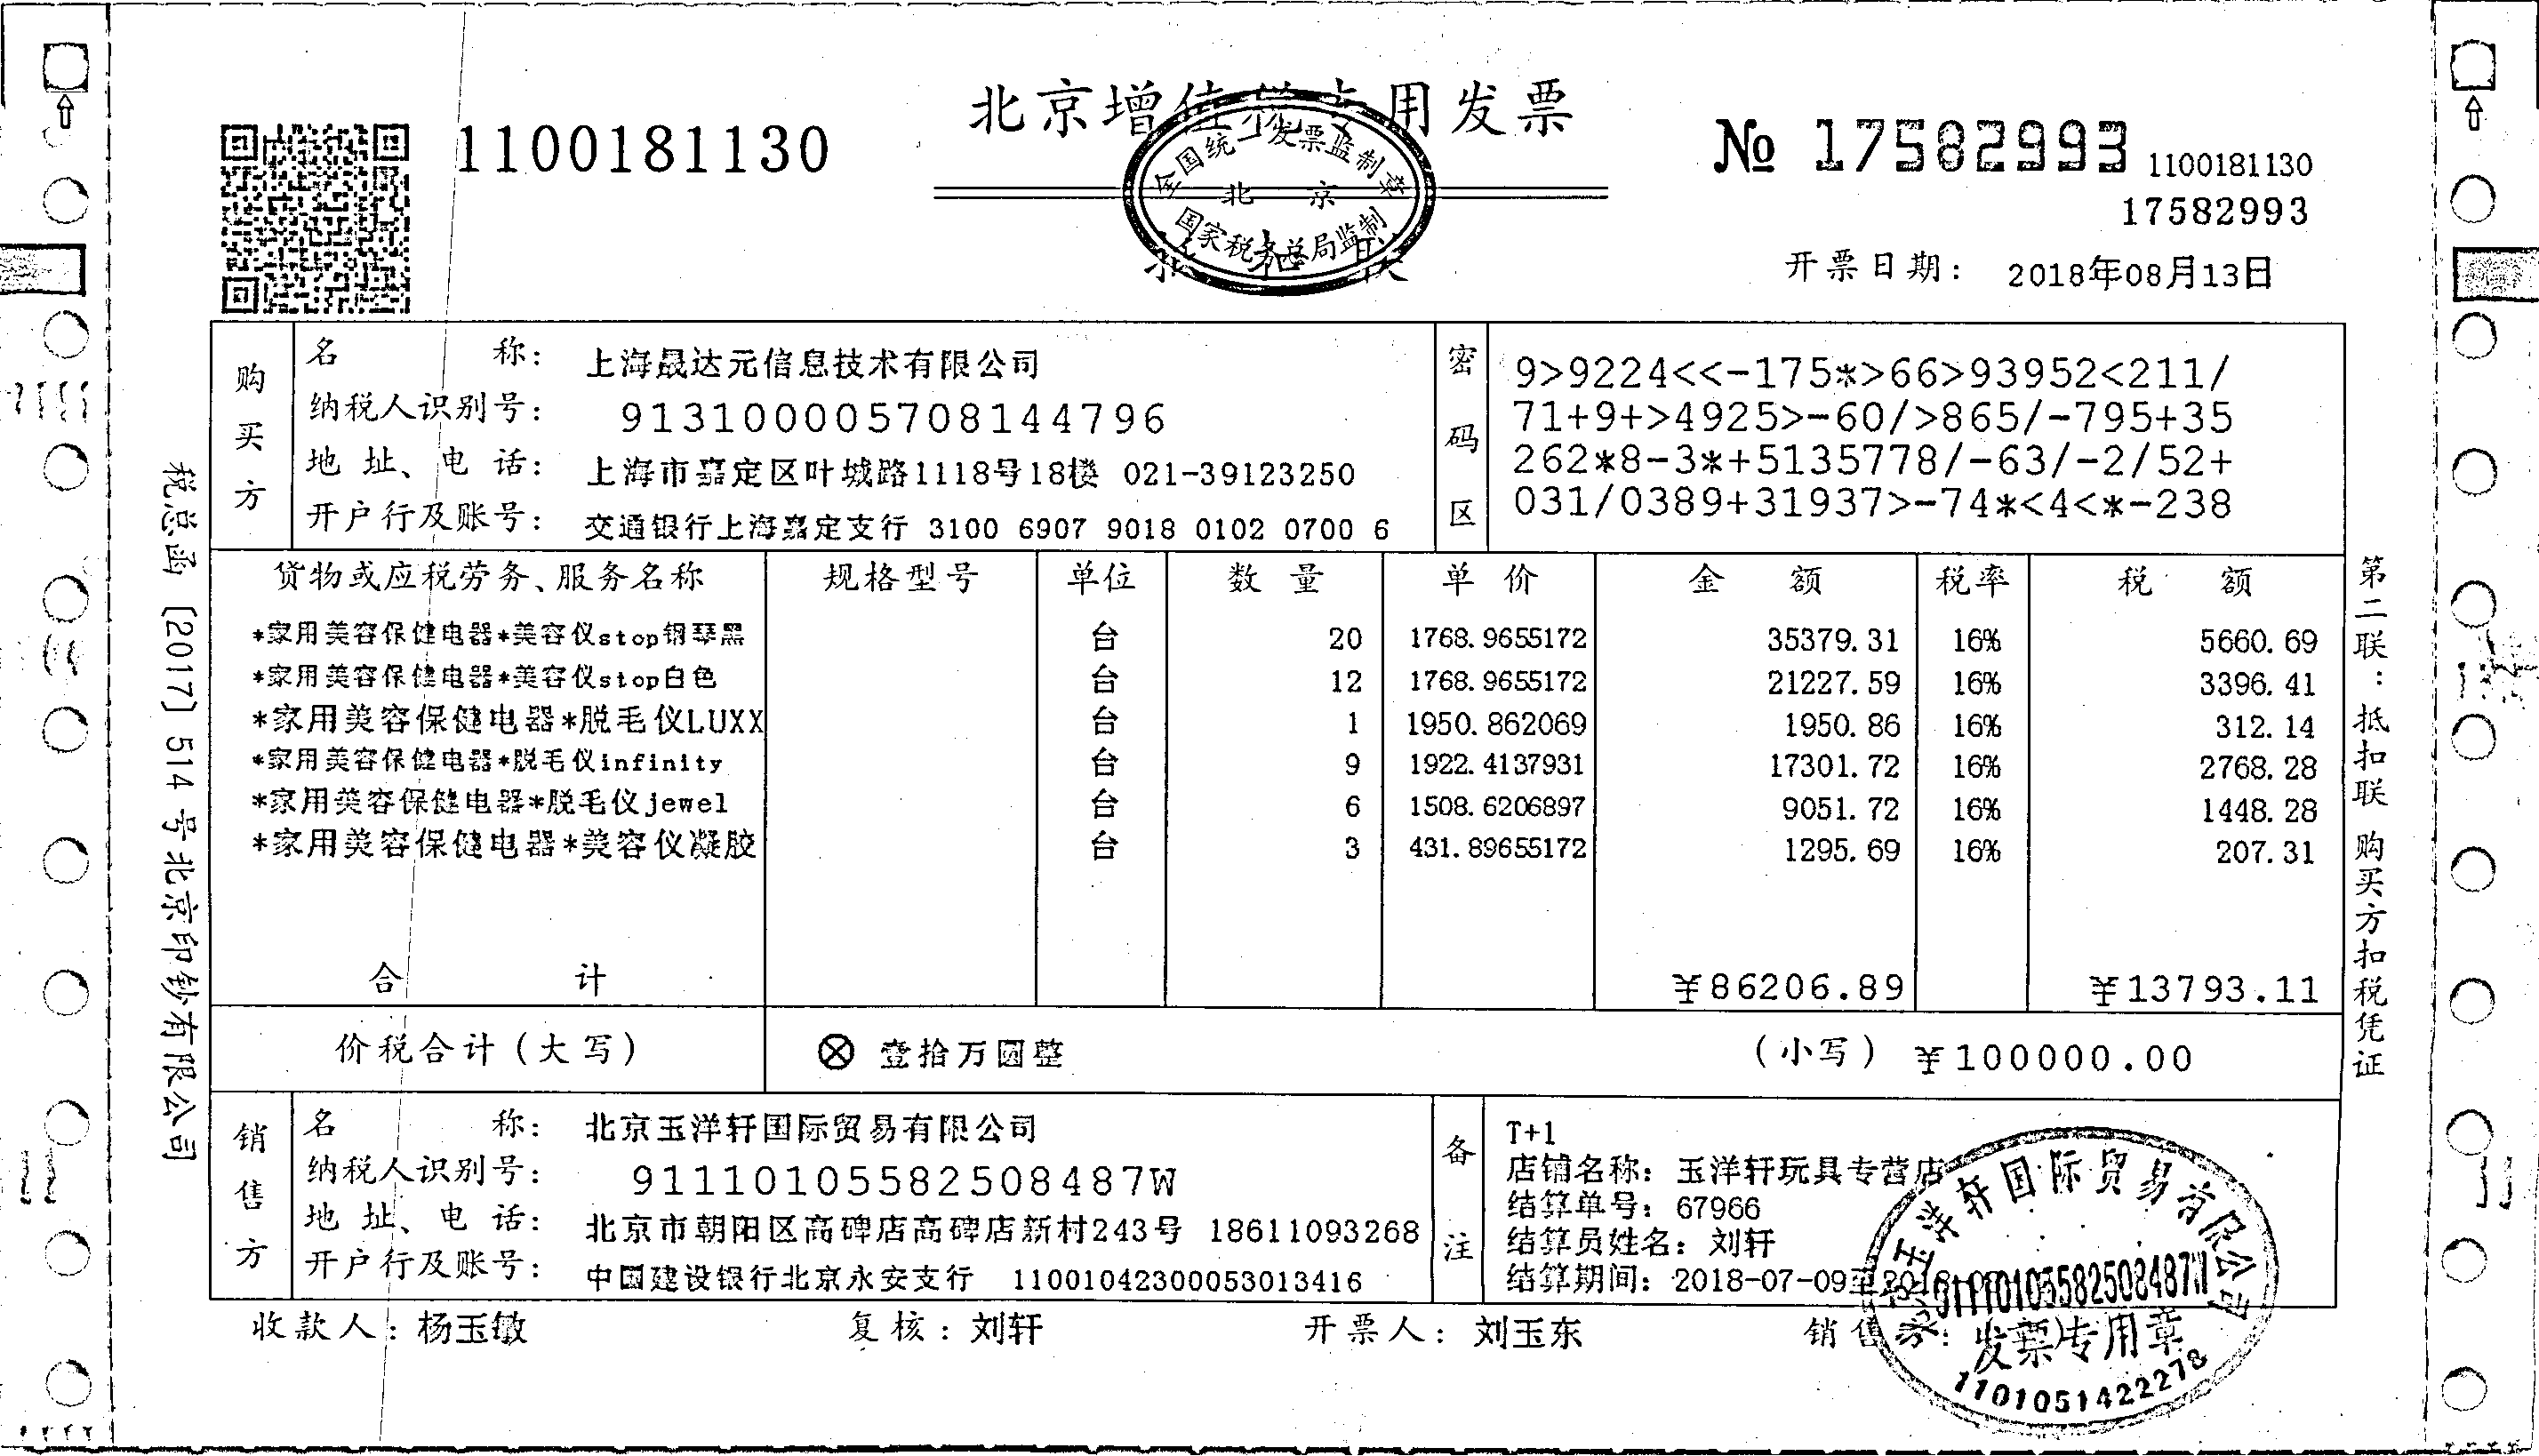 北京增值税专用发票
1100181130
№ 17582993
1100181130
17582993
全国统一发票监制章
北京
国家税务总局监制
抵扣联
开票日期: 2018年08月13日
购买方
名称: 上海晟达元信息技术有限公司
纳税人识别号: 913100005708144796
地址、电话: 上海市嘉定区叶城路1118号18楼 021-39123250
开户行及账号: 交通银行上海嘉定支行 3100 6907 9018 0102 0700 6
密码区
9>9224<<-175*>66>93952<211/
71+9+>4925>-60/>865/-795+35
262*8-3*+5135778/-63/-2/52+
031/0389+31937>-74*<4<*-238
货物或应税劳务、服务名称 规格型号 单位 数量 单价 金额 税率 税额
*家用美容保健电器*美容仪stop钢琴黑 台 20 1768.9655172 35379.31 16% 5660.69
*家用美容保健电器*美容仪stop白色 台 12 1768.9655172 21227.59 16% 3396.41
*家用美容保健电器*脱毛仪LUXX 台 1 1950.862069 1950.86 16% 312.14
*家用美容保健电器*脱毛仪infinity 台 9 1922.4137931 17301.72 16% 2768.28
*家用美容保健电器*脱毛仪jewel 台 6 1508.6206897 9051.72 16% 1448.28
*家用美容保健电器*美容仪凝胶 台 3 431.89655172 1295.69 16% 207.31
合计 ¥86206.89 ¥13793.11
价税合计(大写) ⊗ 壹拾万圆整 (小写) ¥100000.00
销售方
名称: 北京玉洋轩国际贸易有限公司
纳税人识别号: 91110105582508487W
地址、电话: 北京市朝阳区高碑店高碑店新村243号 18611093268
开户行及账号: 中国建设银行北京永安支行 11001042300053013416
备注
T+1
店铺名称: 玉洋轩玩具专营店
结算单号: 67966
结算员姓名: 刘轩
结算期间: 2018-07-09至
收款人: 杨玉敏 复核: 刘轩 开票人: 刘玉东 销售
北京玉洋轩国际贸易有限公司
91110105582508487W
发票专用章
1101051422278
税总函〔2017〕514号北京印钞有限公司
第二联:抵扣联 购买方扣税凭证